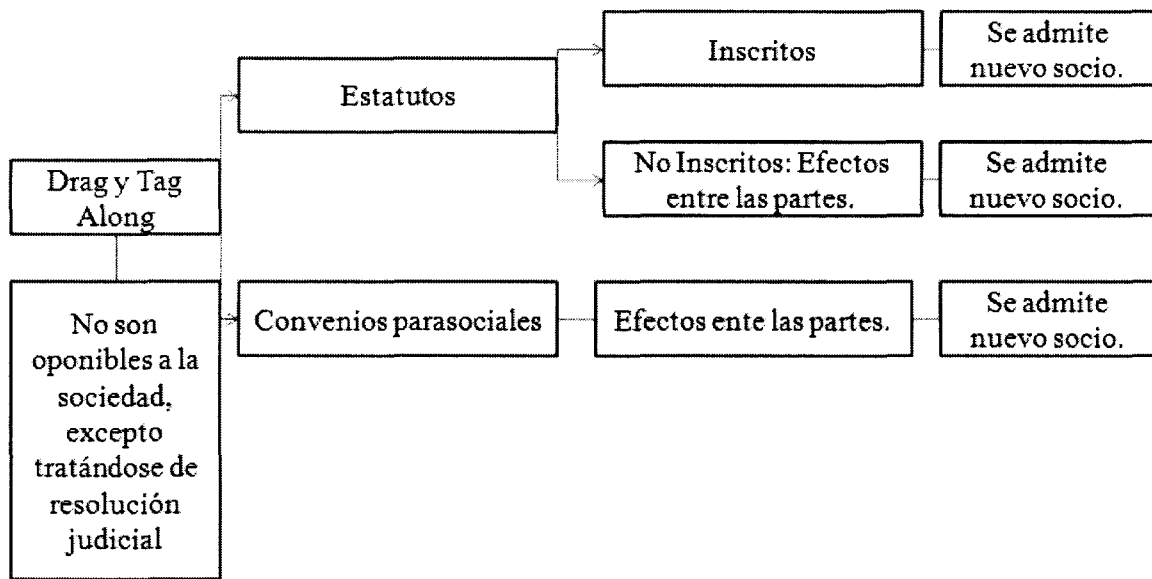 Drag y Tag
Along
No son
oponibles a la
sociedad,
excepto
tratándose de
resolución
judicial
Estatutos
Inscritos
Se admite
nuevo socio.
No Inscritos: Efectos
entre las partes.
Se admite
nuevo socio.
Convenios parasociales
Efectos ente las partes.
Se admite
nuevo socio.